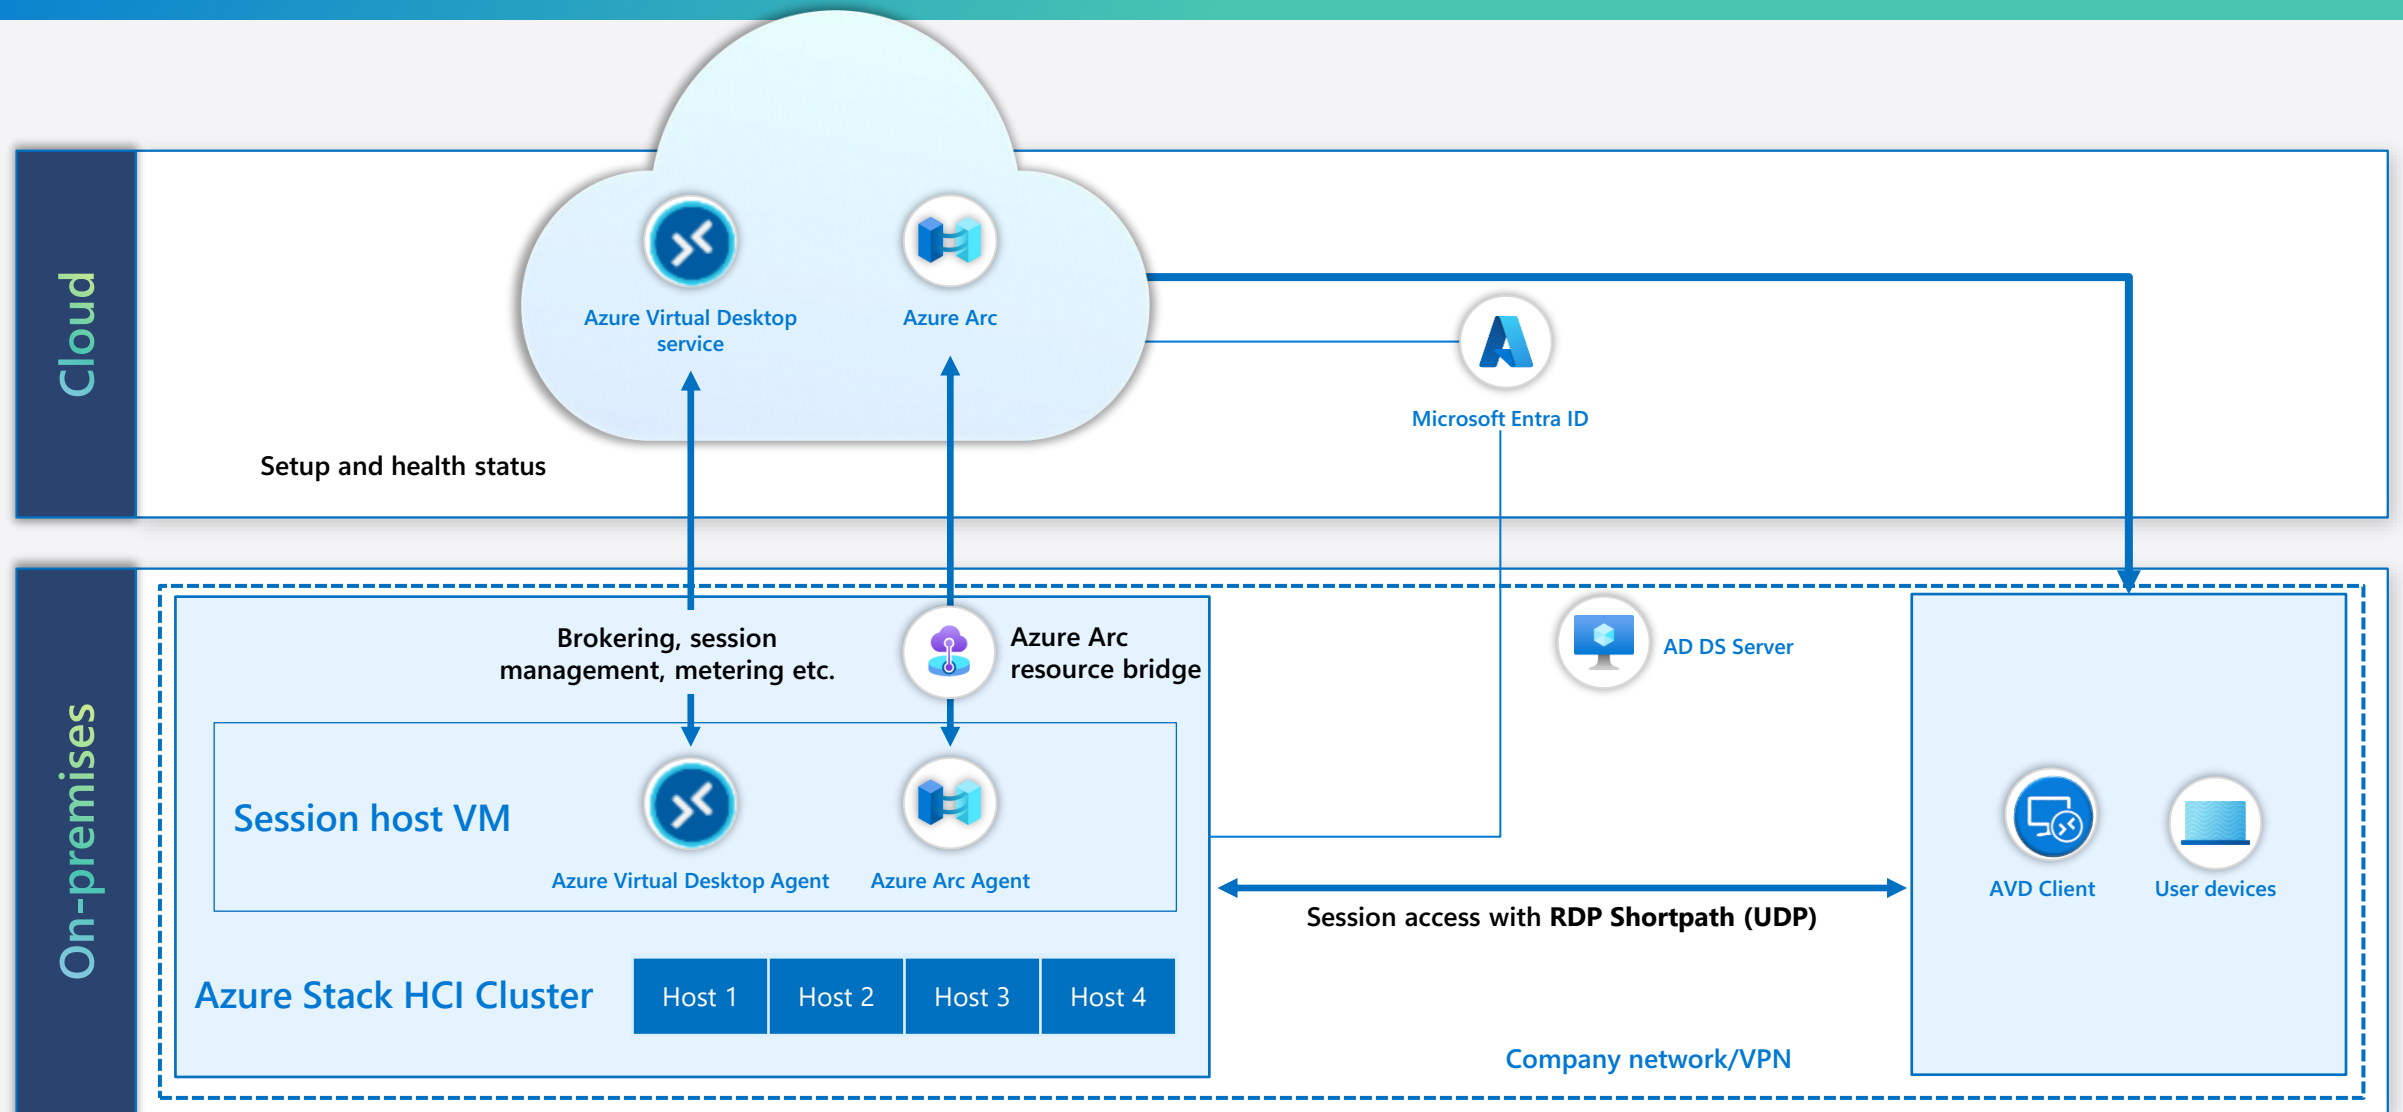 Cloud
Azure Virtual Desktop
service
Azure Arc
Microsoft Entra ID
Setup and health status
On-premises
Brokering, session
management, metering etc.
Azure Arc
resource bridge
AD DS Server
Session host VM
Azure Virtual Desktop Agent
Azure Arc Agent
AVD Client
User devices
Session access with RDP Shortpath (UDP)
Azure Stack HCI Cluster
Host 1
Host 2
Host 3
Host 4
Company network/VPN